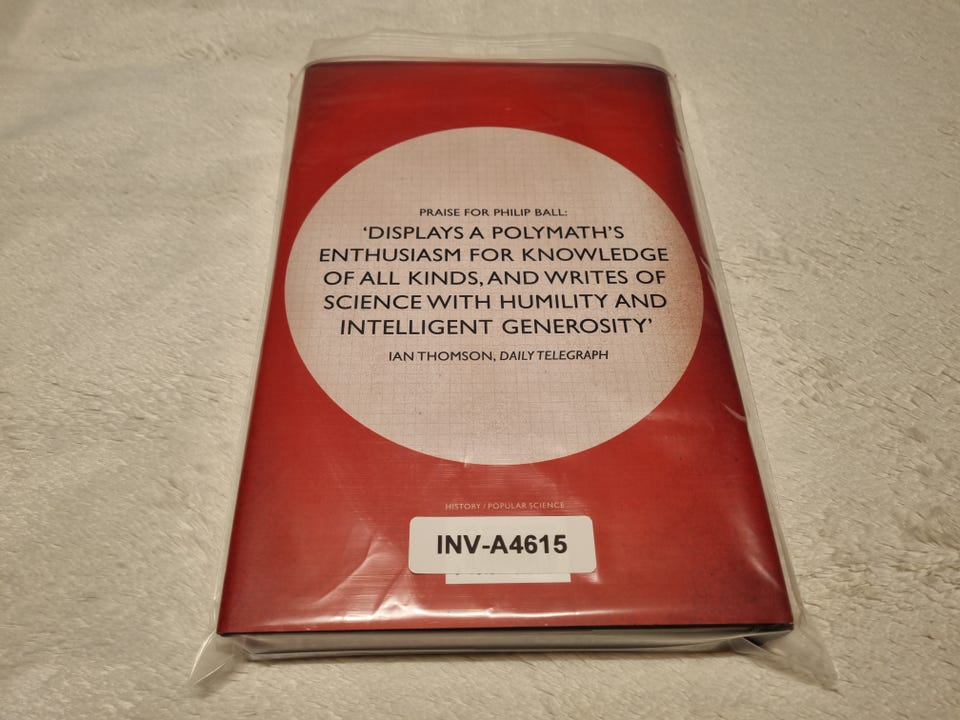 PRAISE FOR PHILIP BALL:
‘DISPLAYS A POLYMATH’S
ENTHUSIASM FOR KNOWLEDGE
OF ALL KINDS, AND WRITES OF
SCIENCE WITH HUMILITY AND
INTELLIGENT GENEROSITY’
IAN THOMSON, DAILY TELEGRAPH
HISTORY / POPULAR SCIENCE
INV-A4615